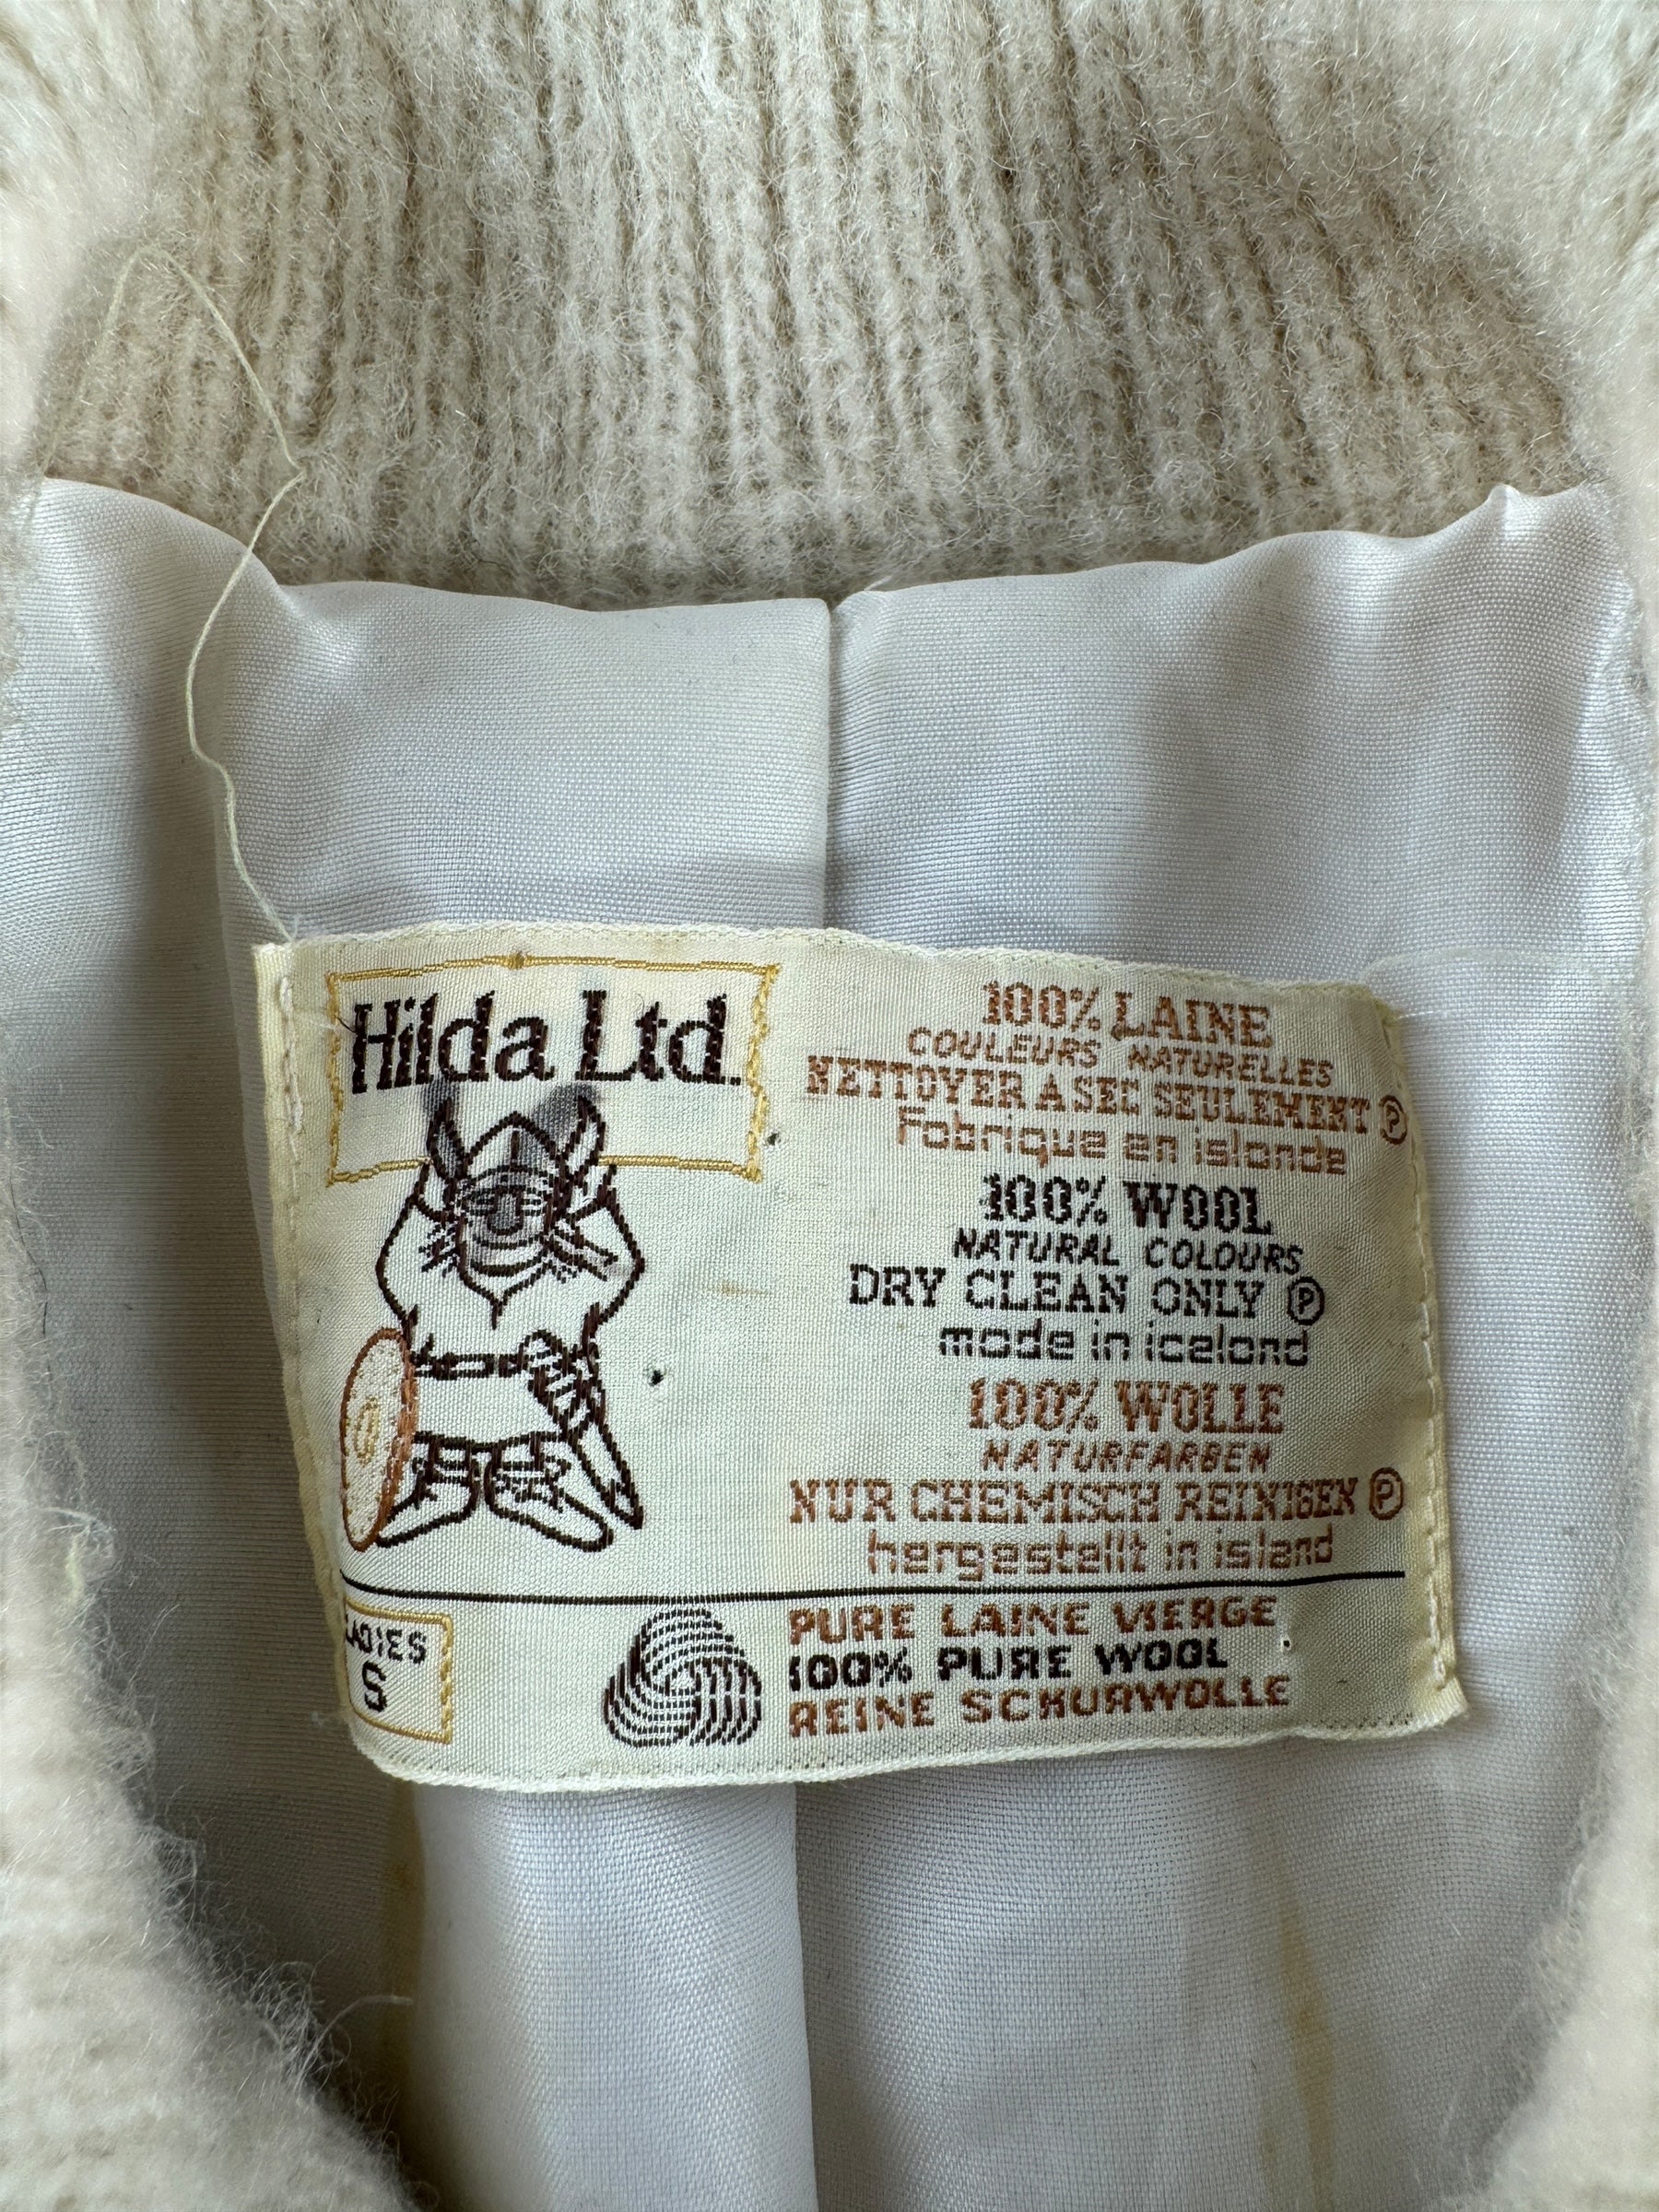 Hilda Ltd.
100% LAINE
COULEURS NATURELLES
NETTOYER A SEC SEULEMENT Ⓟ
Fabrique en islande
100% WOOL
NATURAL COLOURS
DRY CLEAN ONLY Ⓟ
made in iceland
100% WOLLE
NATURFARBEN
NUR CHEMISCH REINIGEN Ⓟ
hergestellt in island
LADIES
S
PURE LAINE VIERGE
100% PURE WOOL
REINE SCHURWOLLE